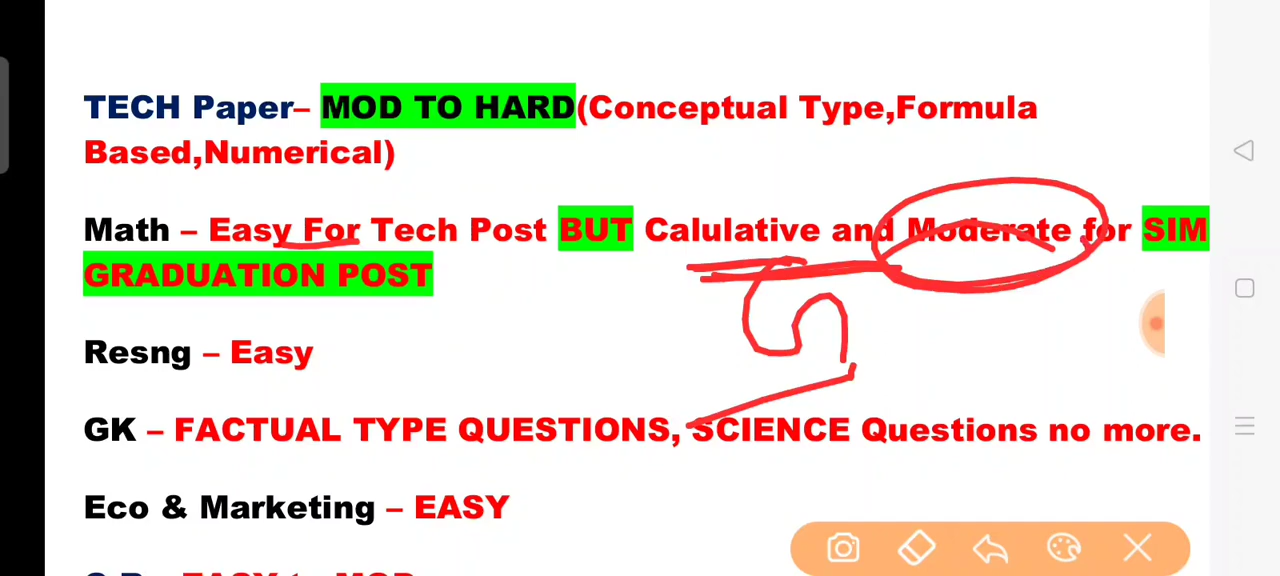 TECH Paper– MOD TO HARD(Conceptual Type,Formula
Based,Numerical)
Math – Easy For Tech Post BUT Calulative and Moderate for SIM
GRADUATION POST
Resng – Easy
GK – FACTUAL TYPE QUESTIONS, SCIENCE Questions no more.
Eco & Marketing – EASY